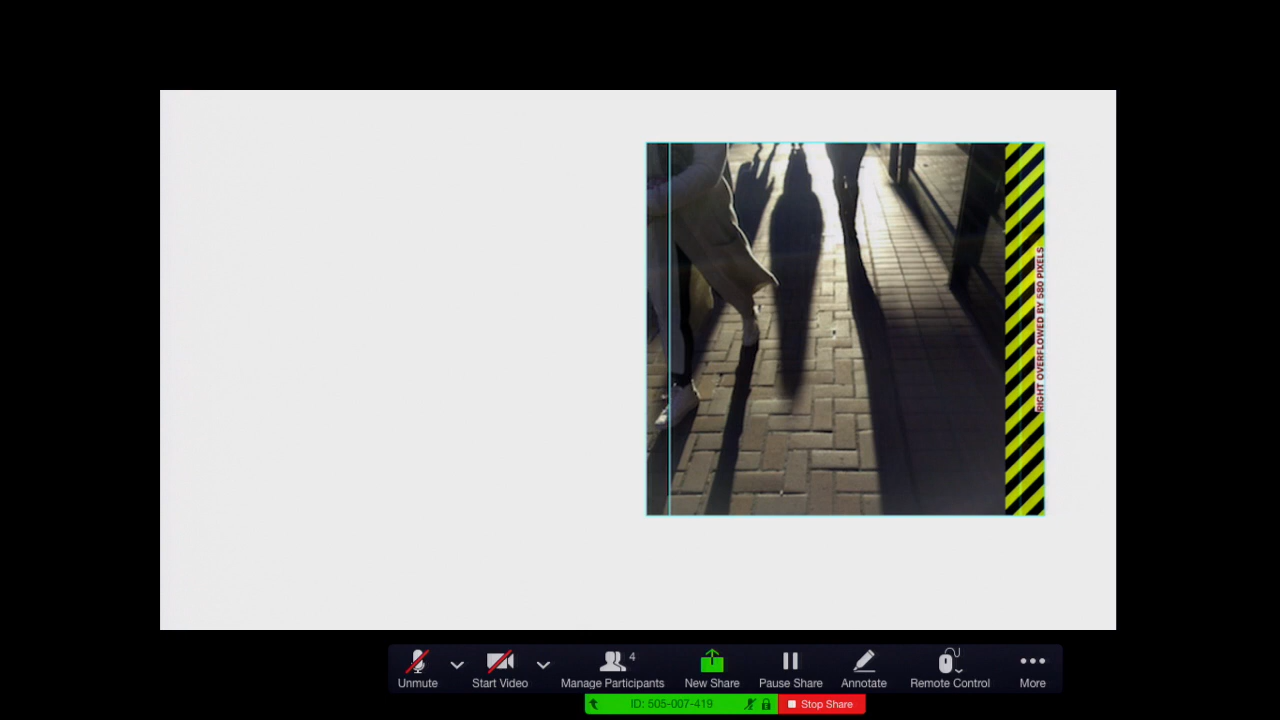 RIGHT OVERFLOWED BY 580 PIXELS
Unmute
Start Video
4
Manage Participants
New Share
Pause Share
Annotate
Remote Control
More
ID: 505-007-419
Stop Share